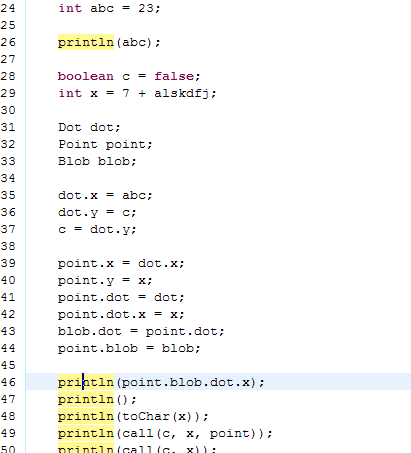 24 int abc = 23;
25
26 println(abc);
27
28 boolean c = false;
29 int x = 7 + alskdfj;
30
31 Dot dot;
32 Point point;
33 Blob blob;
34
35 dot.x = abc;
36 dot.y = c;
37 c = dot.y;
38
39 point.x = dot.x;
40 point.y = x;
41 point.dot = dot;
42 point.dot.x = x;
43 blob.dot = point.dot;
44 point.blob = blob;
45
46 println(point.blob.dot.x);
47 println();
48 println(toChar(x));
49 println(call(c, x, point));
50 println(call(c, x));